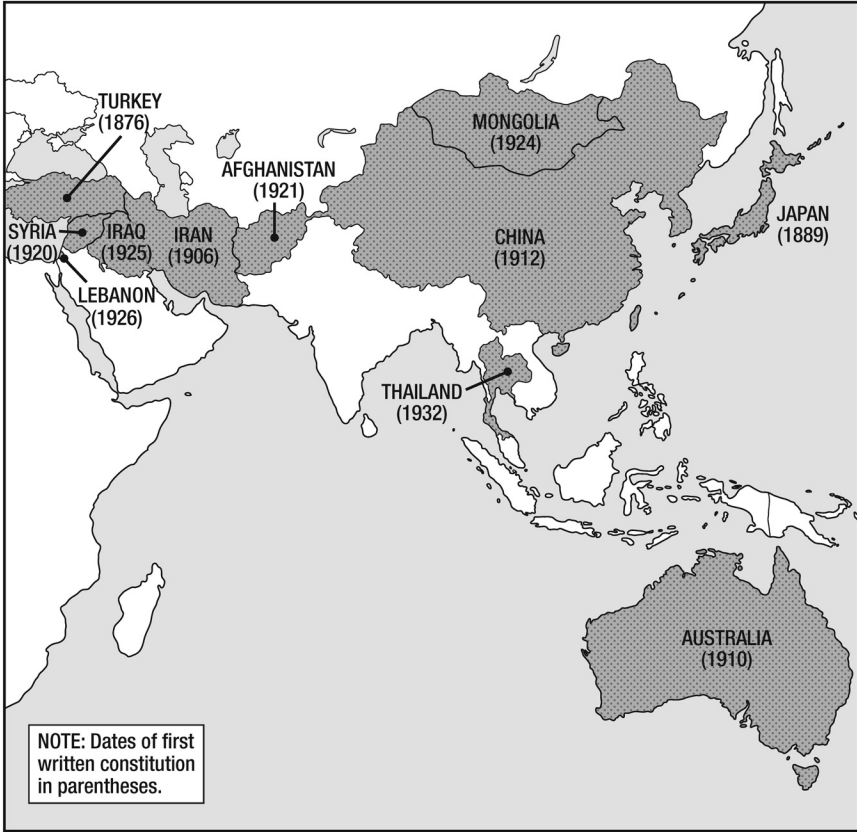 TURKEY
(1876)
MONGOLIA
(1924)
AFGHANISTAN
(1921)
SYRIA
(1920)
IRAQ
(1925)
IRAN
(1906)
CHINA
(1912)
JAPAN
(1889)
LEBANON
(1926)
THAILAND
(1932)
AUSTRALIA
(1910)
NOTE: Dates of first
written constitution
in parentheses.